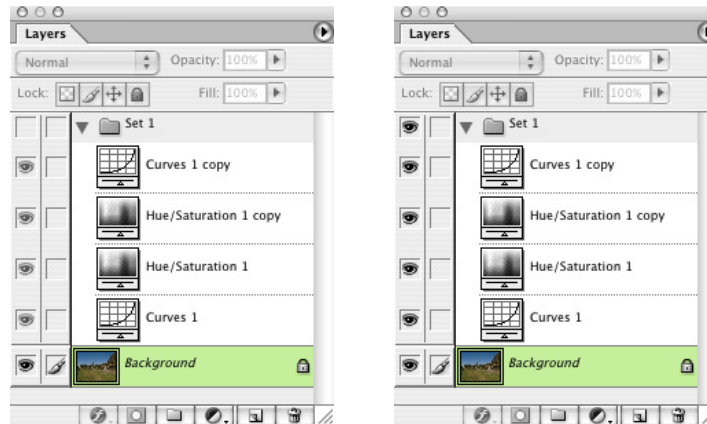 Layers
Normal Opacity: 100%
Lock: Fill: 100%
Set 1
Curves 1 copy
Hue/Saturation 1 copy
Hue/Saturation 1
Curves 1
Background
Layers
Normal Opacity: 100%
Lock: Fill: 100%
Set 1
Curves 1 copy
Hue/Saturation 1 copy
Hue/Saturation 1
Curves 1
Background